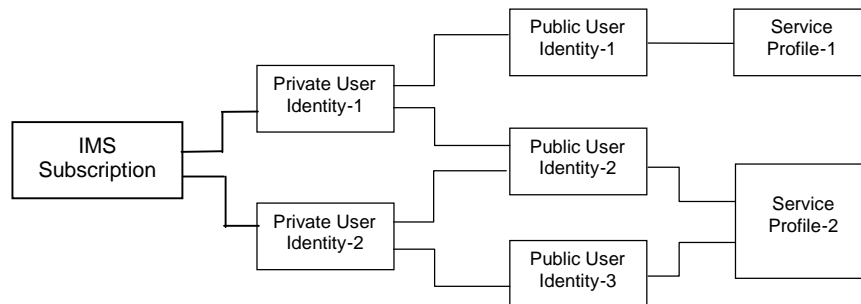 IMS
Subscription
Private User
Identity-1
Private User
Identity-2
Public User
Identity-1
Public User
Identity-2
Public User
Identity-3
Service
Profile-1
Service
Profile-2